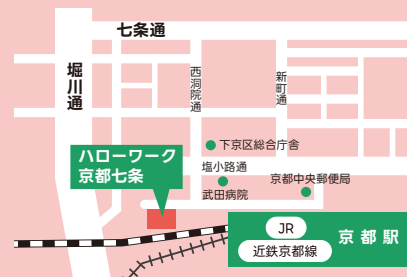 七条通
堀川通
西洞院通
新町通
下京区総合庁舎
ハローワーク
京都七条
塩小路通
武田病院
京都中央郵便局
JR
近鉄京都線
京都駅